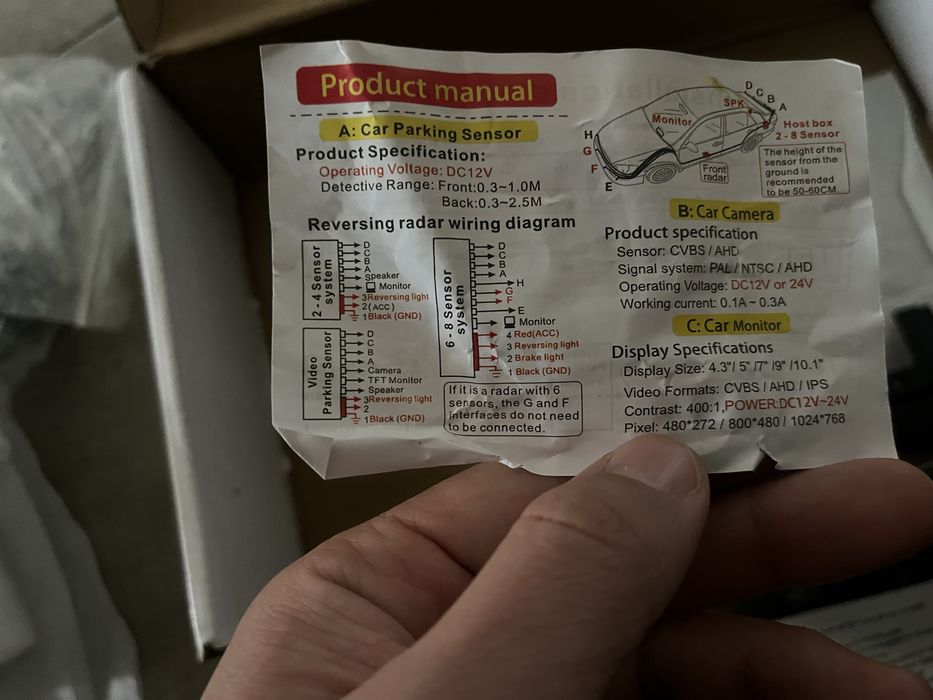 Product manual
A: Car Parking Sensor
Product Specification:
Operating Voltage: DC12V
Detective Range: Front:0.3~1.0M
Back:0.3~2.5M
Reversing radar wiring diagram
2 - 4 Sensor
system
D
C
B
A
Speaker
Monitor
3Reversing light
2(ACC)
1Black (GND)
Video
Parking Sensor
D
C
B
A
Camera
TFT Monitor
Speaker
3Reversing light
2
1Black (GND)
6 - 8 Sensor
system
D
C
B
A
H
G
F
E
Monitor
4 Red(ACC)
3 Reversing light
2 Brake light
1 Black (GND)
If it is a radar with 6
sensors, the G and F
interfaces do not need
to be connected.
D
C
B
A
SPK
Monitor
Host box
2 - 8 Sensor
H
G
F
E
Front
radar
The height of the
sensor from the
ground is
recommended
to be 50-60CM.
B: Car Camera
Product specification
Sensor: CVBS / AHD
Signal system: PAL / NTSC / AHD
Operating Voltage: DC12V or 24V
Working current: 0.1A ~ 0.3A
C: Car Monitor
Display Specifications
Display Size: 4.3"/ 5" /7" /9" /10.1"
Video Formats: CVBS / AHD / IPS
Contrast: 400:1,POWER:DC12V~24V
Pixel: 480*272 / 800*480 / 1024*768